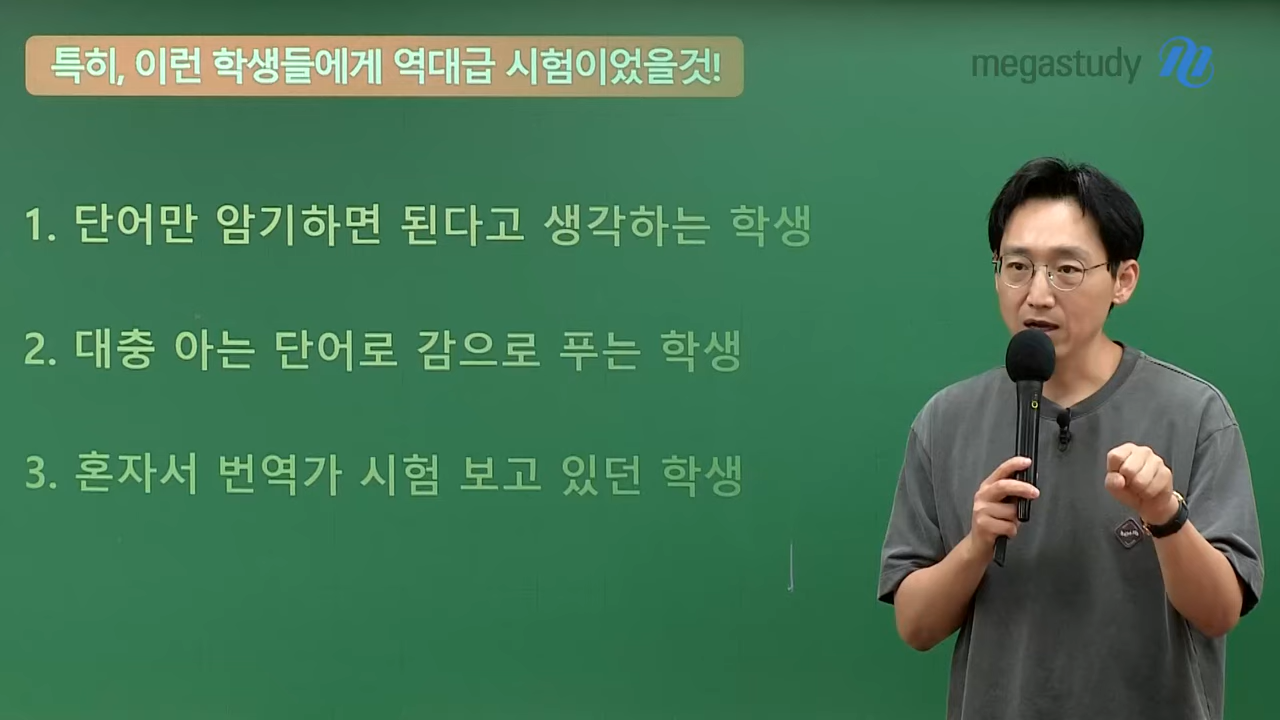 특히, 이런 학생들에게 역대급 시험이었을것!
megastudy
1. 단어만 암기하면 된다고 생각하는 학생
2. 대충 아는 단어로 감으로 푸는 학생
3. 혼자서 번역가 시험 보고 있던 학생